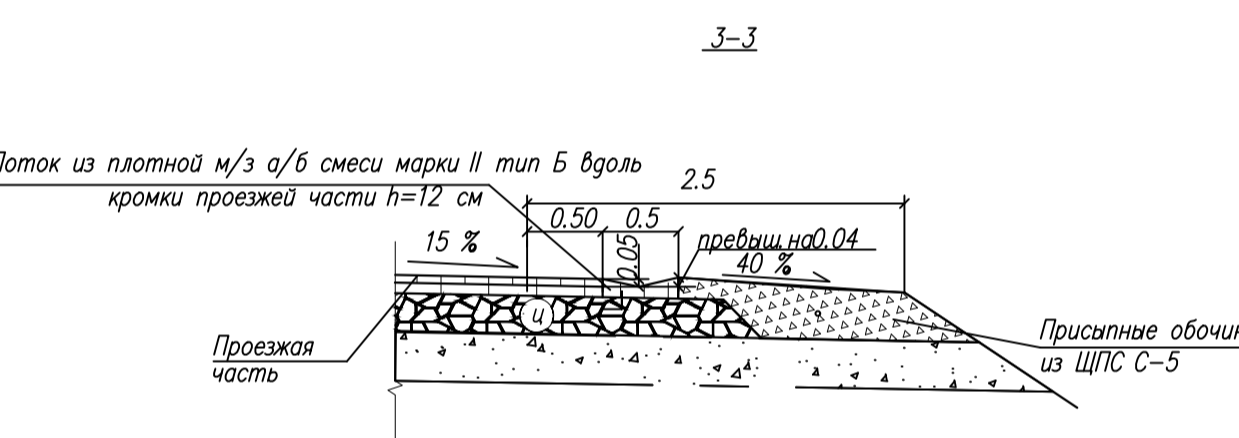 3-3
Лоток из плотной м/з а/б смеси марки II тип Б вдоль
кромки проезжей части h=12 см
2.5
0.50 0.5
15 %
0.05
превыш.на0.04
40 %
Проезжая
часть
Ц
Присыпные обочин
из ЩПС С-5